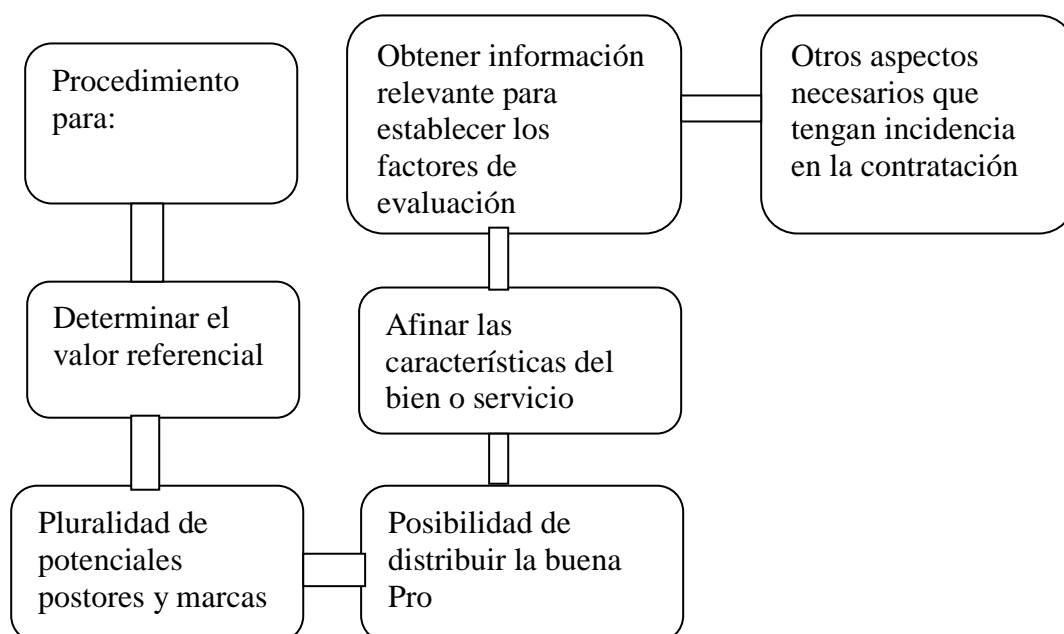 Procedimiento
para:
Determinar el
valor referencial
Pluralidad de
potenciales
postores y marcas
Posibilidad de
distribuir la buena
Pro
Afinar las
características del
bien o servicio
Obtener información
relevante para
establecer los
factores de
evaluación
Otros aspectos
necesarios que
tengan incidencia
en la contratación